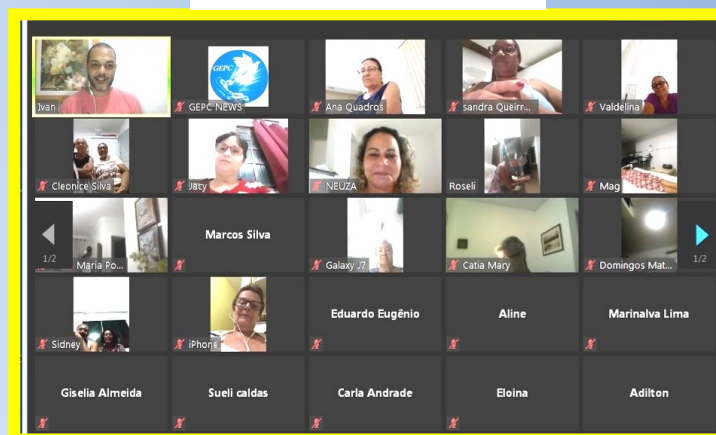 Ivan
GEPC
GEPC NEWS
Ana Quadros
sandra Queirr...
Valdelina
Cleonice Silva
Jacy
NEUZA
Roseli
Mag
1/2
Maria Po...
Marcos Silva
Galaxy J7
Catia Mary
Domingos Mat...
1/2
Sidney
iPhone
Eduardo Eugênio
Aline
Marinalva Lima
Giselia Almeida
Sueli caldas
Carla Andrade
Eloina
Adilton